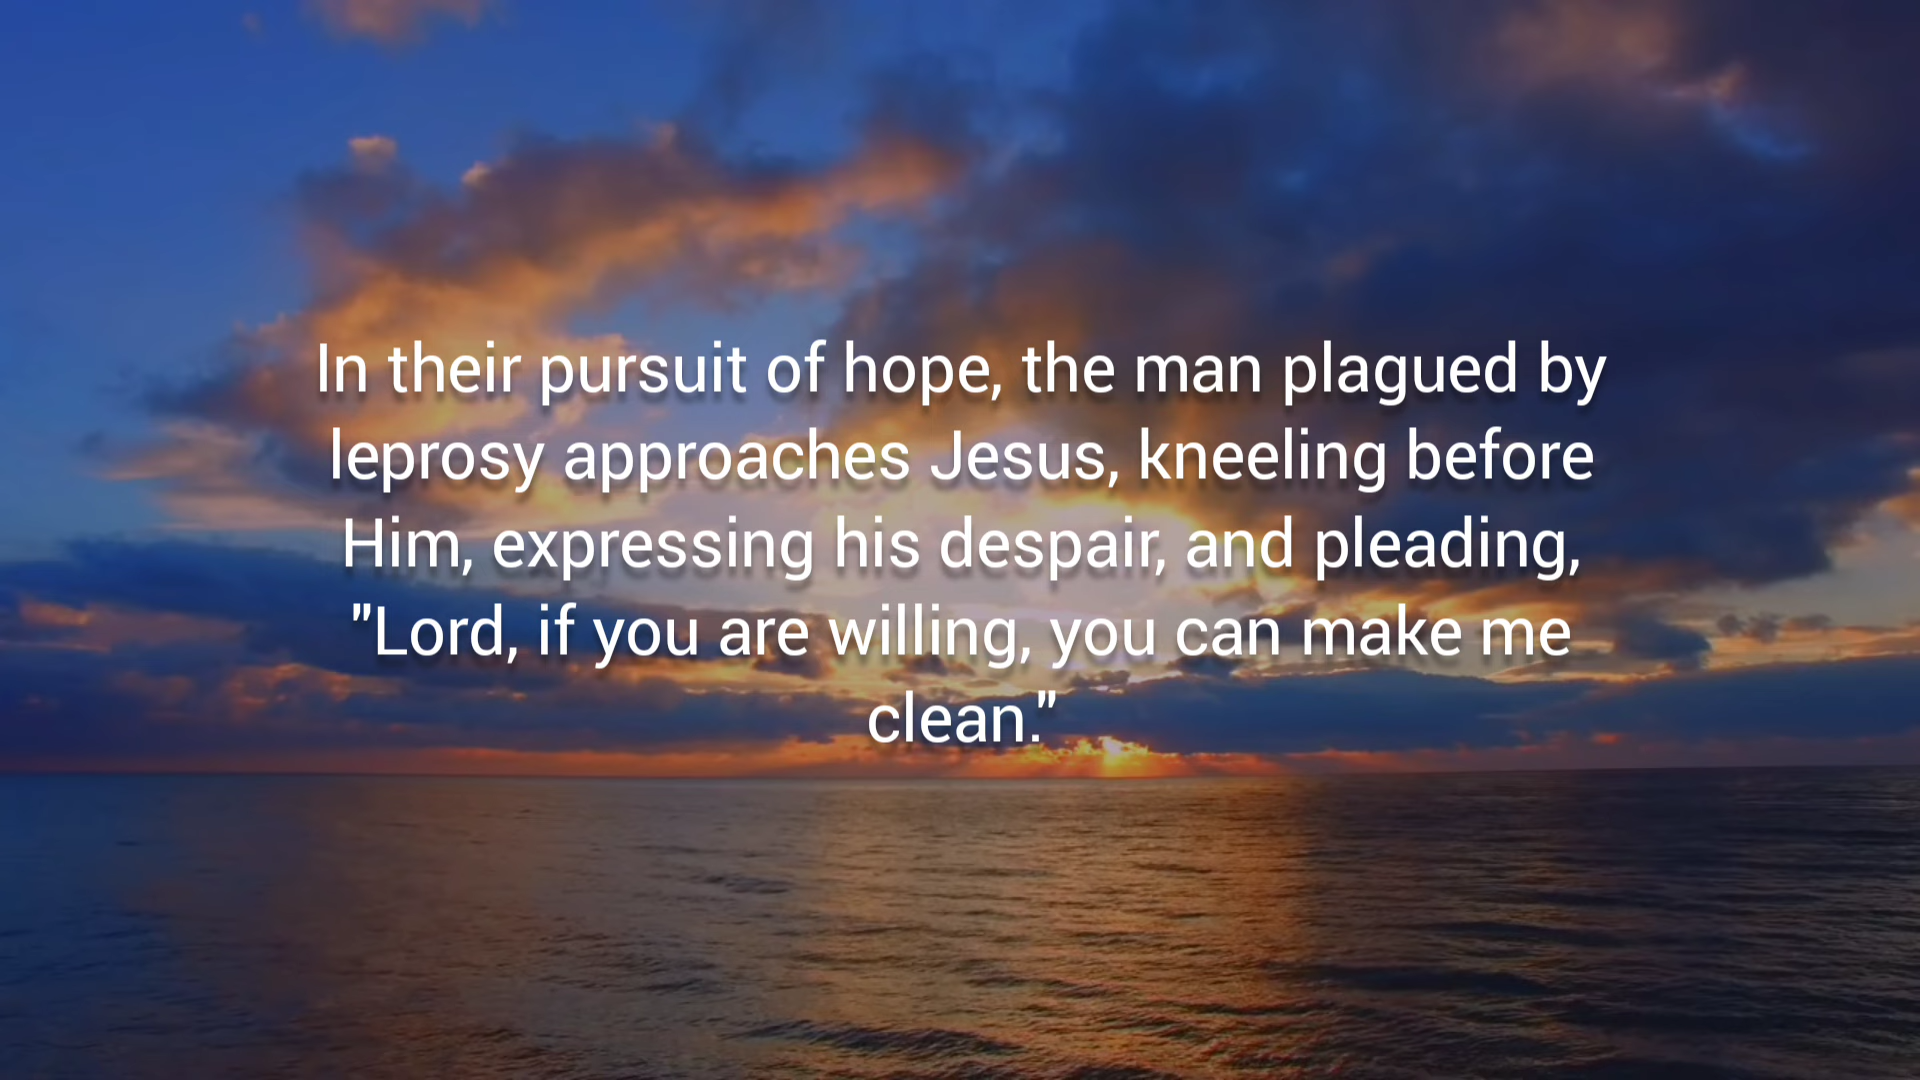 In their pursuit of hope, the man plagued by
leprosy approaches Jesus, kneeling before
Him, expressing his despair, and pleading,
"Lord, if you are willing, you can make me
clean."